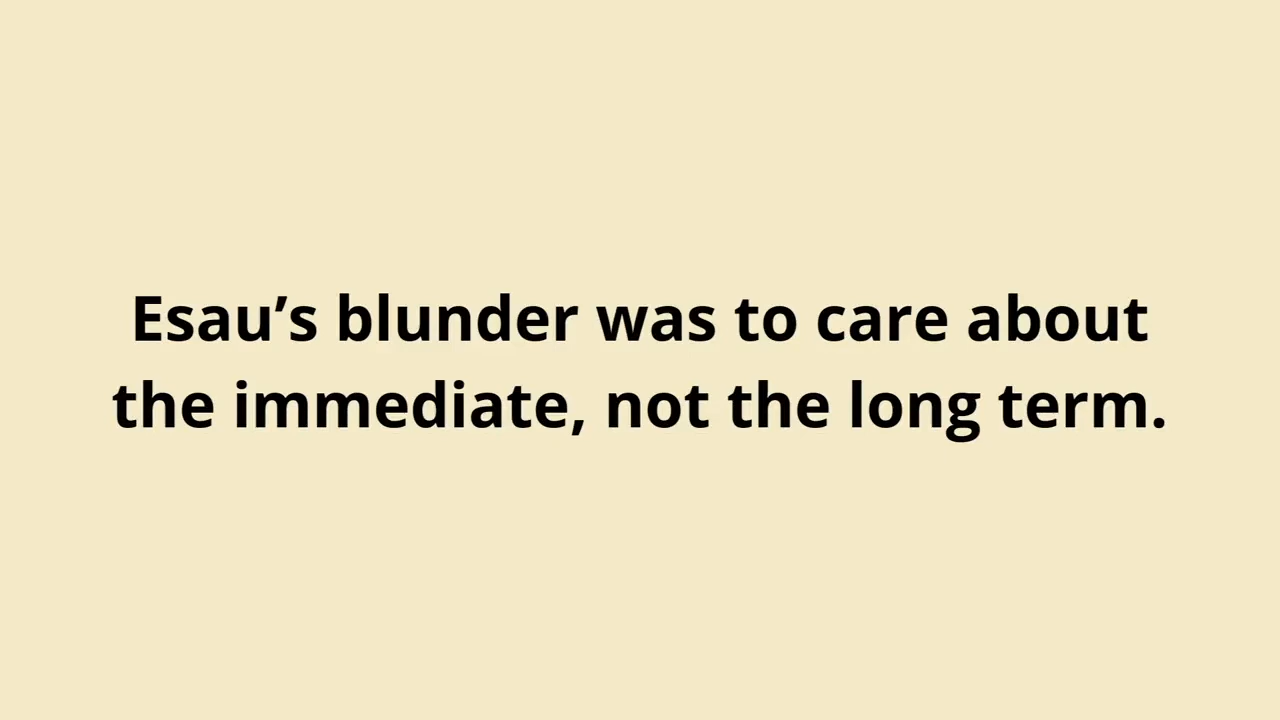 Esau’s blunder was to care about
the immediate, not the long term.